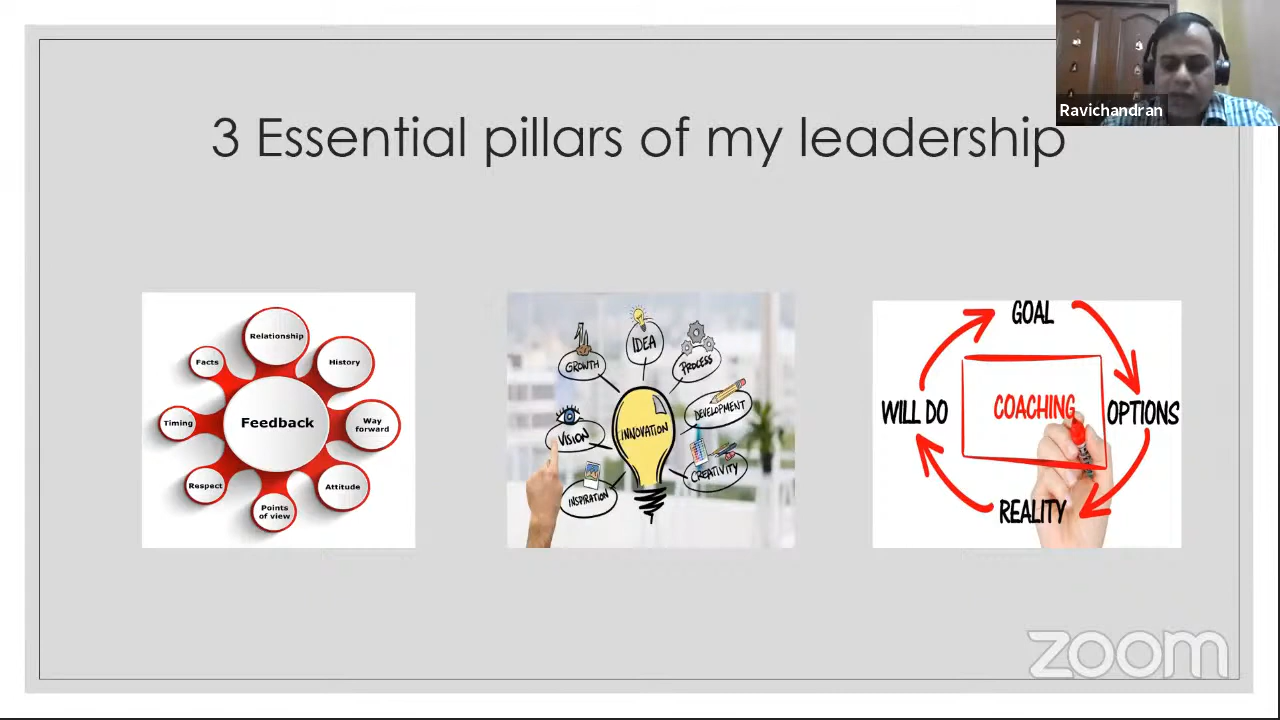 Ravichandran
3 Essential pillars of my leadership
Relationship
History
Way
forward
Attitude
Points
of view
Respect
Timing
Facts
Feedback
IDEA
PROCESS
DEVELOPMENT
CREATIVITY
INSPIRATION
VISION
GROWTH
INNOVATION
GOAL
OPTIONS
REALITY
WILL DO
COACHING
zoom